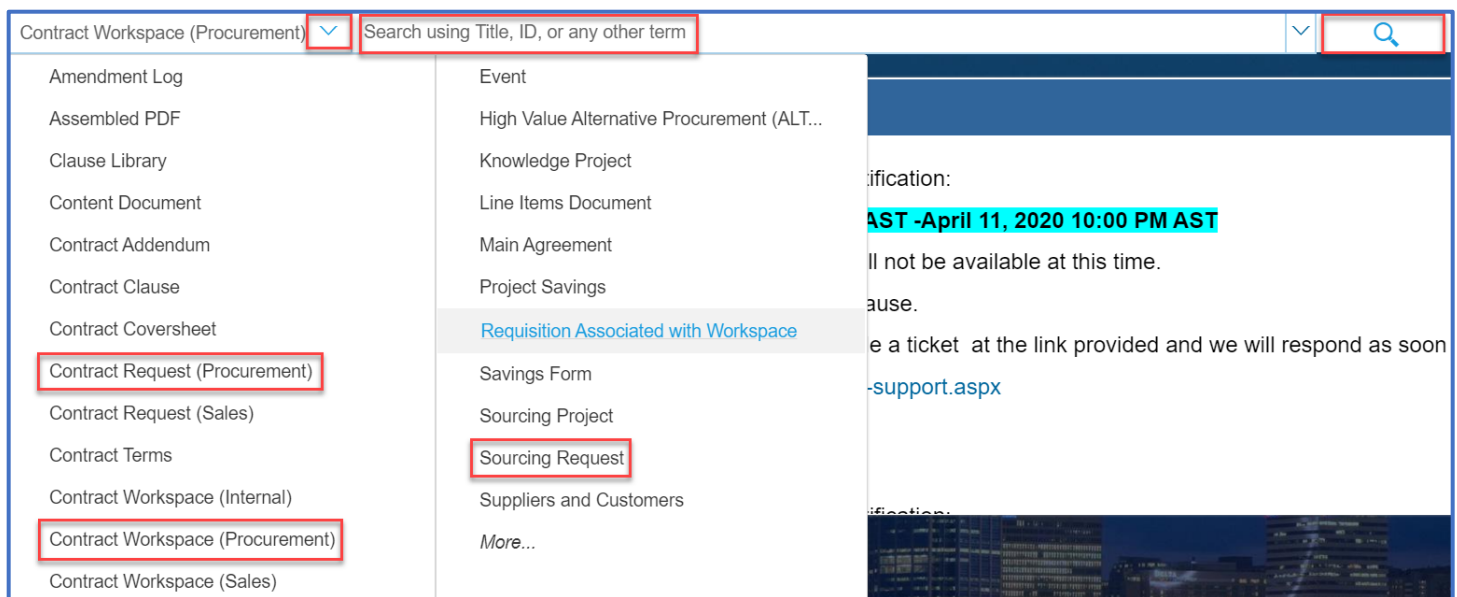 Contract Workspace (Procurement)
Search using Title, ID, or any other term
Amendment Log
Assembled PDF
Clause Library
Content Document
Contract Addendum
Contract Clause
Contract Coversheet
Contract Request (Procurement)
Contract Request (Sales)
Contract Terms
Contract Workspace (Internal)
Contract Workspace (Procurement)
Contract Workspace (Sales)
Event
High Value Alternative Procurement (ALT...
Knowledge Project
Line Items Document
Main Agreement
Project Savings
Requisition Associated with Workspace
Savings Form
Sourcing Project
Sourcing Request
Suppliers and Customers
More...
ification:
AST -April 11, 2020 10:00 PM AST
ll not be available at this time.
ause.
e a ticket at the link provided and we will respond as soon
-support.aspx